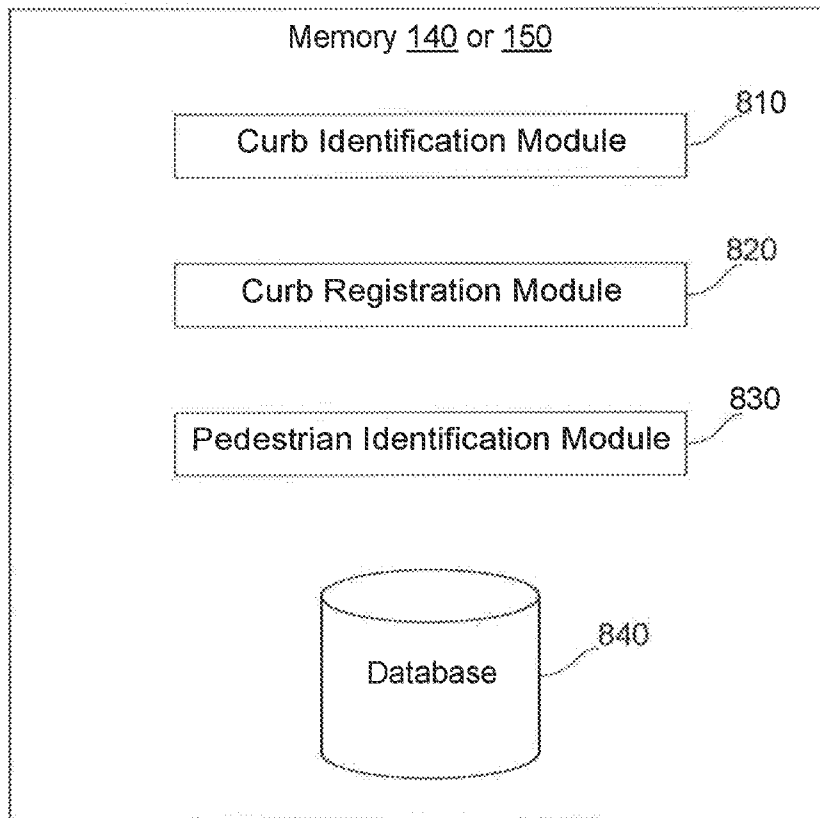 Memory 140 or 150
810
Curb Identification Module
820
Curb Registration Module
830
Pedestrian Identification Module
840
Database